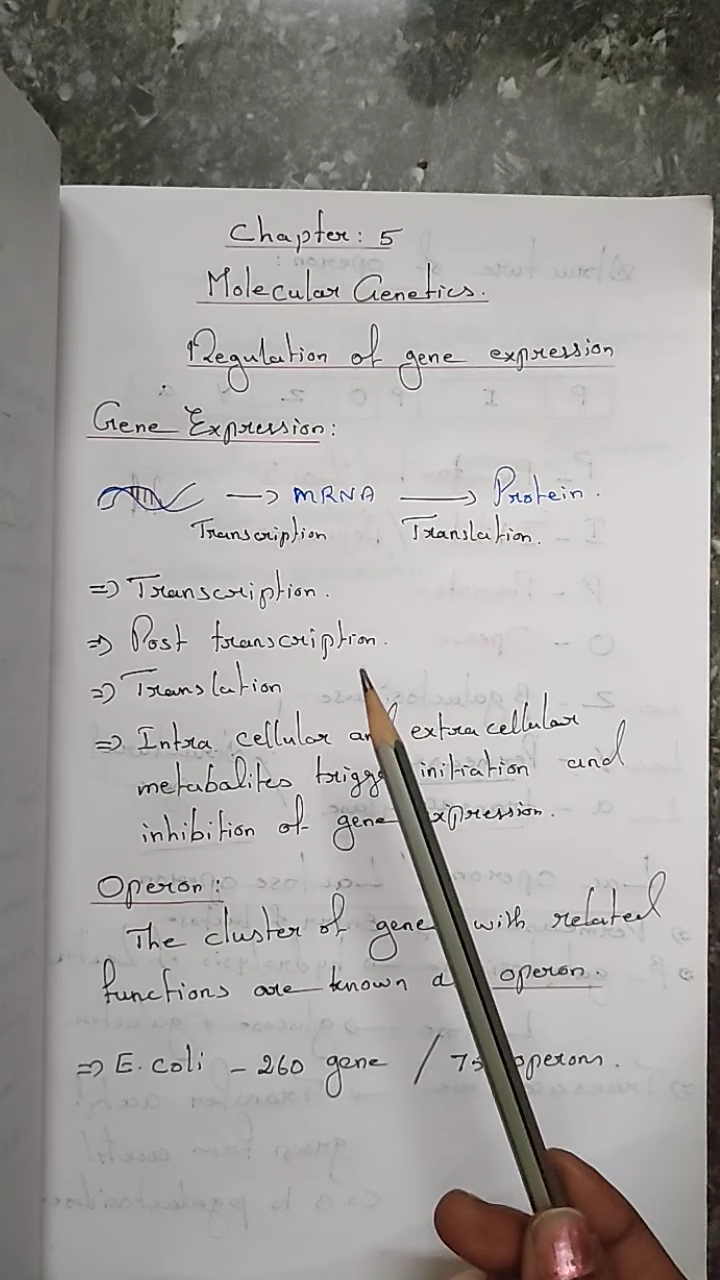 Chapter: 5
Molecular Genetics.
Regulation of gene expression
Gene Expression:
→ mRNA → Protein.
Transcription Translation.
⇒ Transcription.
⇒ Post transcription.
⇒ Translation
⇒ Intra cellular extra cellular
metabalites initiation and
inhibition of gene
Operon:
The cluster of with related
functions are known operon.
⇒ E. coli - 260 gene / operons.